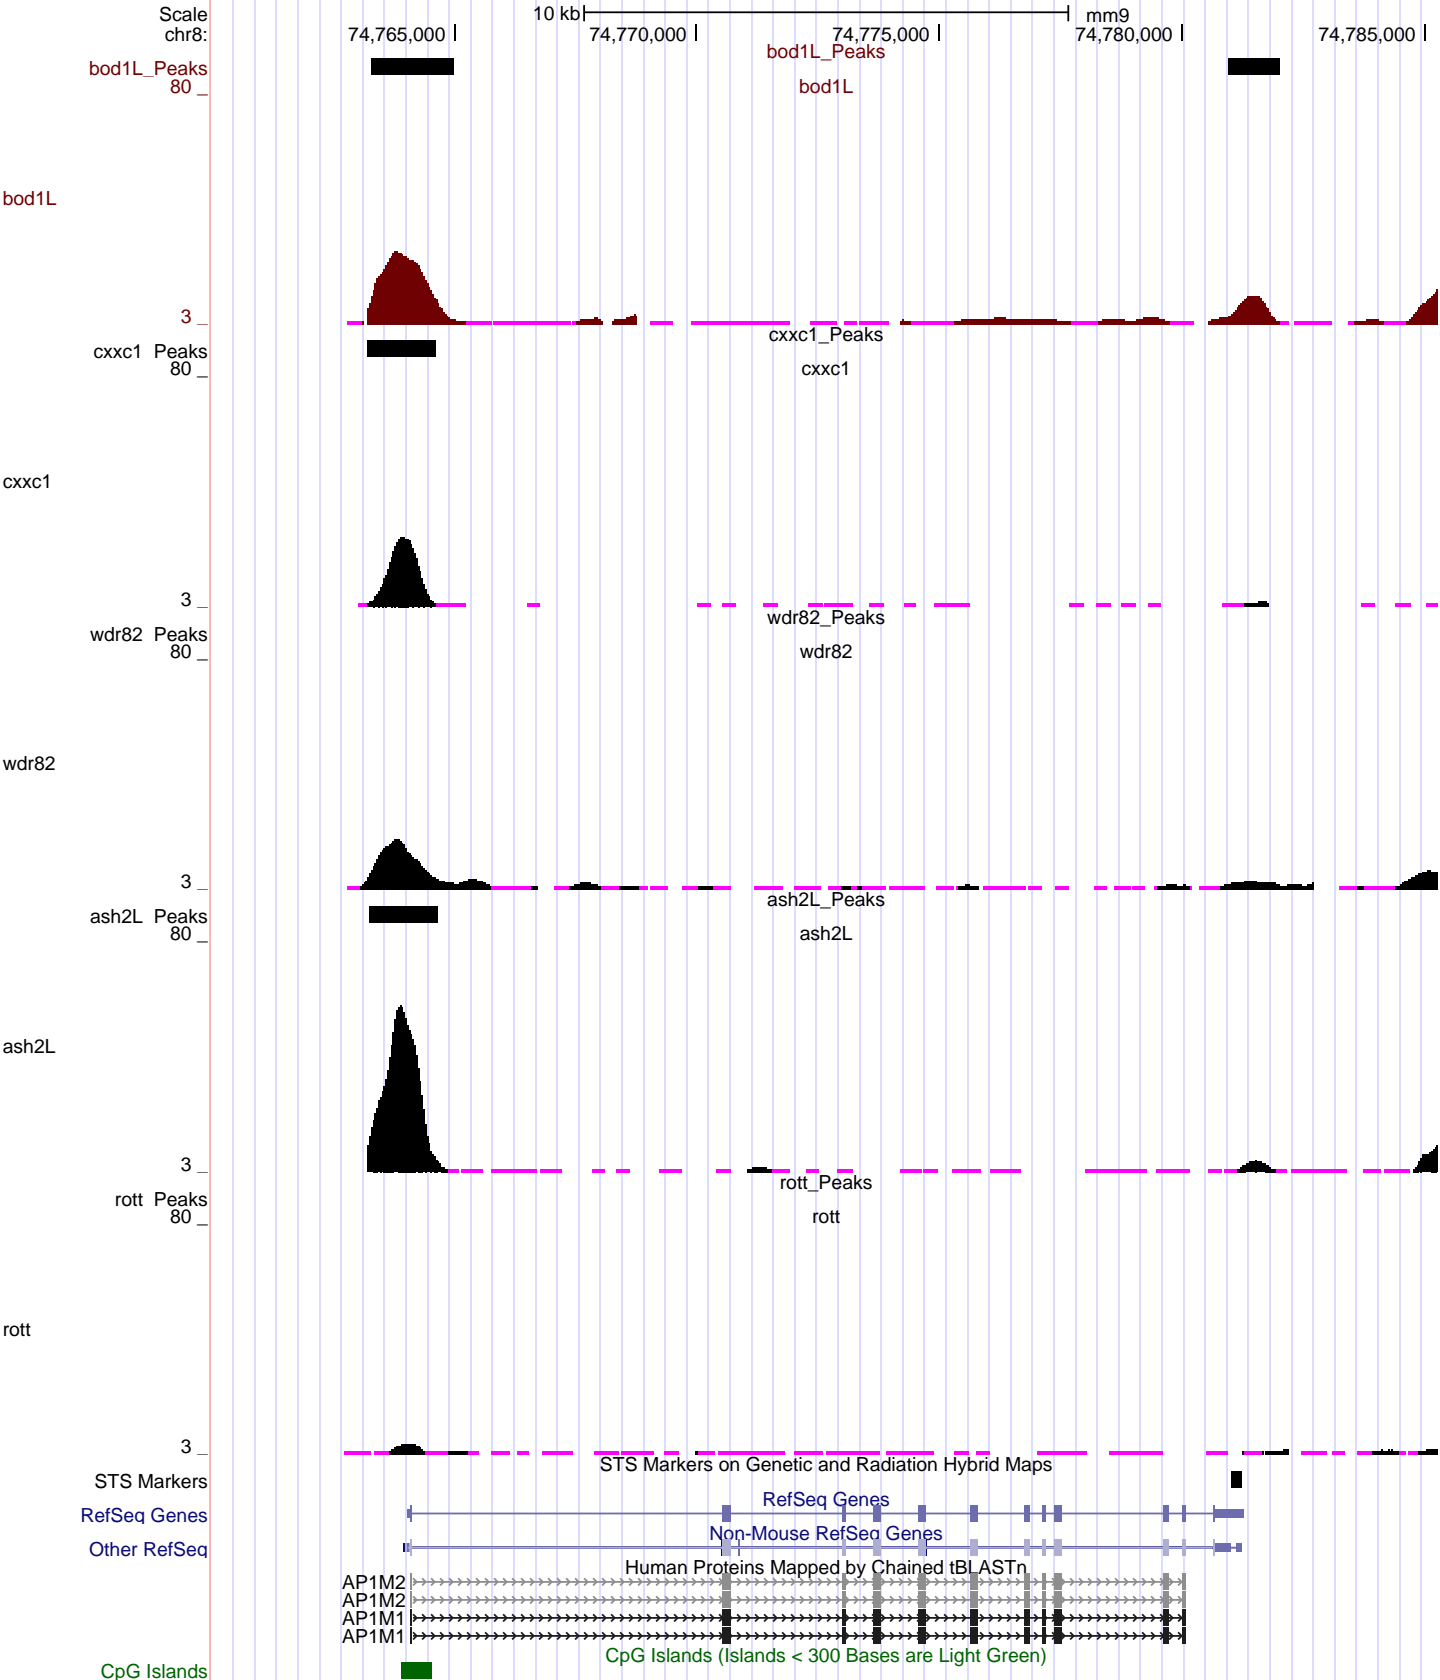 Scale 10 kb mm9
chr8: 74,765,000 74,770,000 74,775,000 74,780,000 74,785,000
bod1L_Peaks
bod1L_Peaks
80 _ bod1L
bod1L
3 _
cxxc1_Peaks
cxxc1 Peaks
80 _ cxxc1
cxxc1
3 _
wdr82_Peaks
wdr82 Peaks
80 _ wdr82
wdr82
3 _
ash2L_Peaks
ash2L Peaks
80 _ ash2L
ash2L
3 _
rott_Peaks
rott Peaks
80 _ rott
rott
3 _
STS Markers on Genetic and Radiation Hybrid Maps
STS Markers
RefSeq Genes
RefSeq Genes
Non-Mouse RefSeq Genes
Other RefSeq
Human Proteins Mapped by Chained tBLASTn
AP1M2
AP1M2
AP1M1
AP1M1
CpG Islands (Islands < 300 Bases are Light Green)
CpG Islands